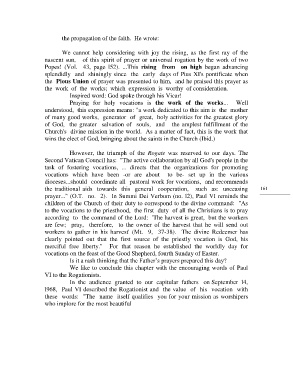 the propagation of the faith. He wrote:
We cannot help considering with joy the rising, as the first ray of the
nascent sun, of this spirit of prayer or universal rogation by the work of two
Popes! (Vol. 43, page 152). ...This rising from on high began advancing
splendidly and shiningly since the early days of Pius XI's pontificate when
the Pious Union of prayer was presented to him, and he praised this prayer as
the work of the works; which expression is worthy of consideration.
Inspired word: God spoke through his Vicar!
Praying for holy vocations is the work of the works... Well
understood, this expression means: "a work dedicated to this aim is the mother
of many good works, generator of great, holy activities for the greatest glory
of God, the greater salvation of souls, and the amplest fulfillment of the
Church's divine mission in the world. As a matter of fact, this is the work that
wins the elect of God, bringing about the saints in the Church (Ibid.)
However, the triumph of the Rogate was reserved to our days. The
Second Vatican Council has: "The active collaboration by all God's people in the
task of fostering vocations, ... directs that the organizations for promoting
vocations which have been -or are about to be- set up in the various
dioceses...should coordinate all pastoral work for vocations, and recommends
the traditional aids towards this general cooperation, such as: unceasing
prayer..." (O.T. no. 2). In Summi Dei Verbum (no. 12), Paul VI reminds the
children of the Church of their duty to correspond to the divine command: "As
to the vocations to the priesthood, the first duty of all the Christians is to pray
according to the command of the Lord: The harvest is great, but the workers
are few; pray, therefore, to the owner of the harvest that he will send out
workers to gather in his harvest' (Mt. 9, 37-38). The divine Redeemer has
clearly pointed out that the first source of the priestly vocation is God, his
merciful free liberty." For that reason he established the worldly day for
vocations on the feast of the Good Shepherd, fourth Sunday of Easter.
Is it a rash thinking that the Father's prayers prepared this day?
We like to conclude this chapter with the encouraging words of Paul
VI to the Rogationists.
In the audience granted to our capitular fathers on September 14,
1968, Paul VI described the Rogationist and the value of his vocation with
these words: "The name itself qualifies you for your mission as worshipers
who implore for the most beautiful
161